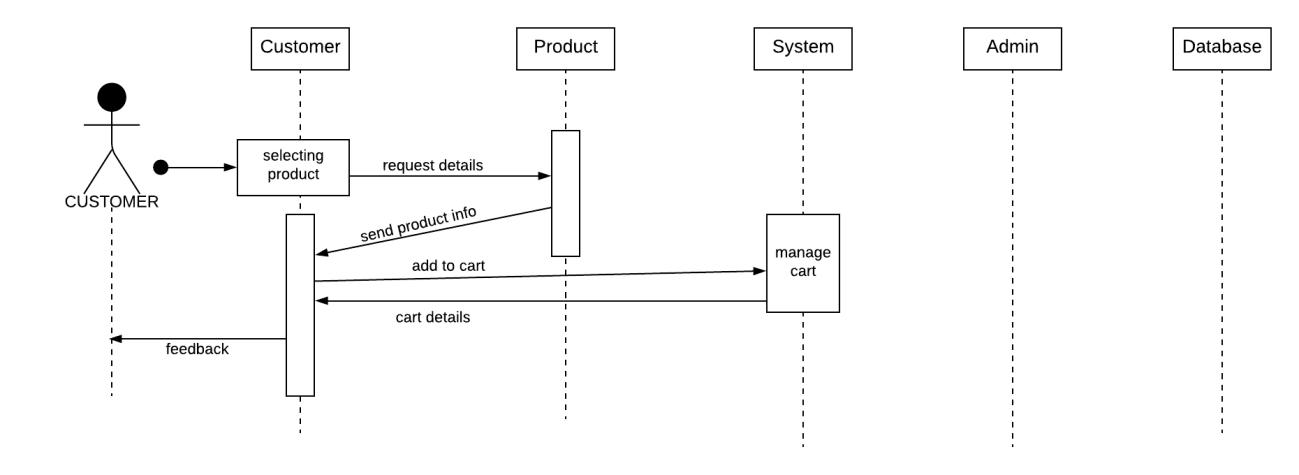 Customer
Product
System
Admin
Database
selecting
product
request details
CUSTOMER
send product info
manage
cart
add to cart
cart details
feedback